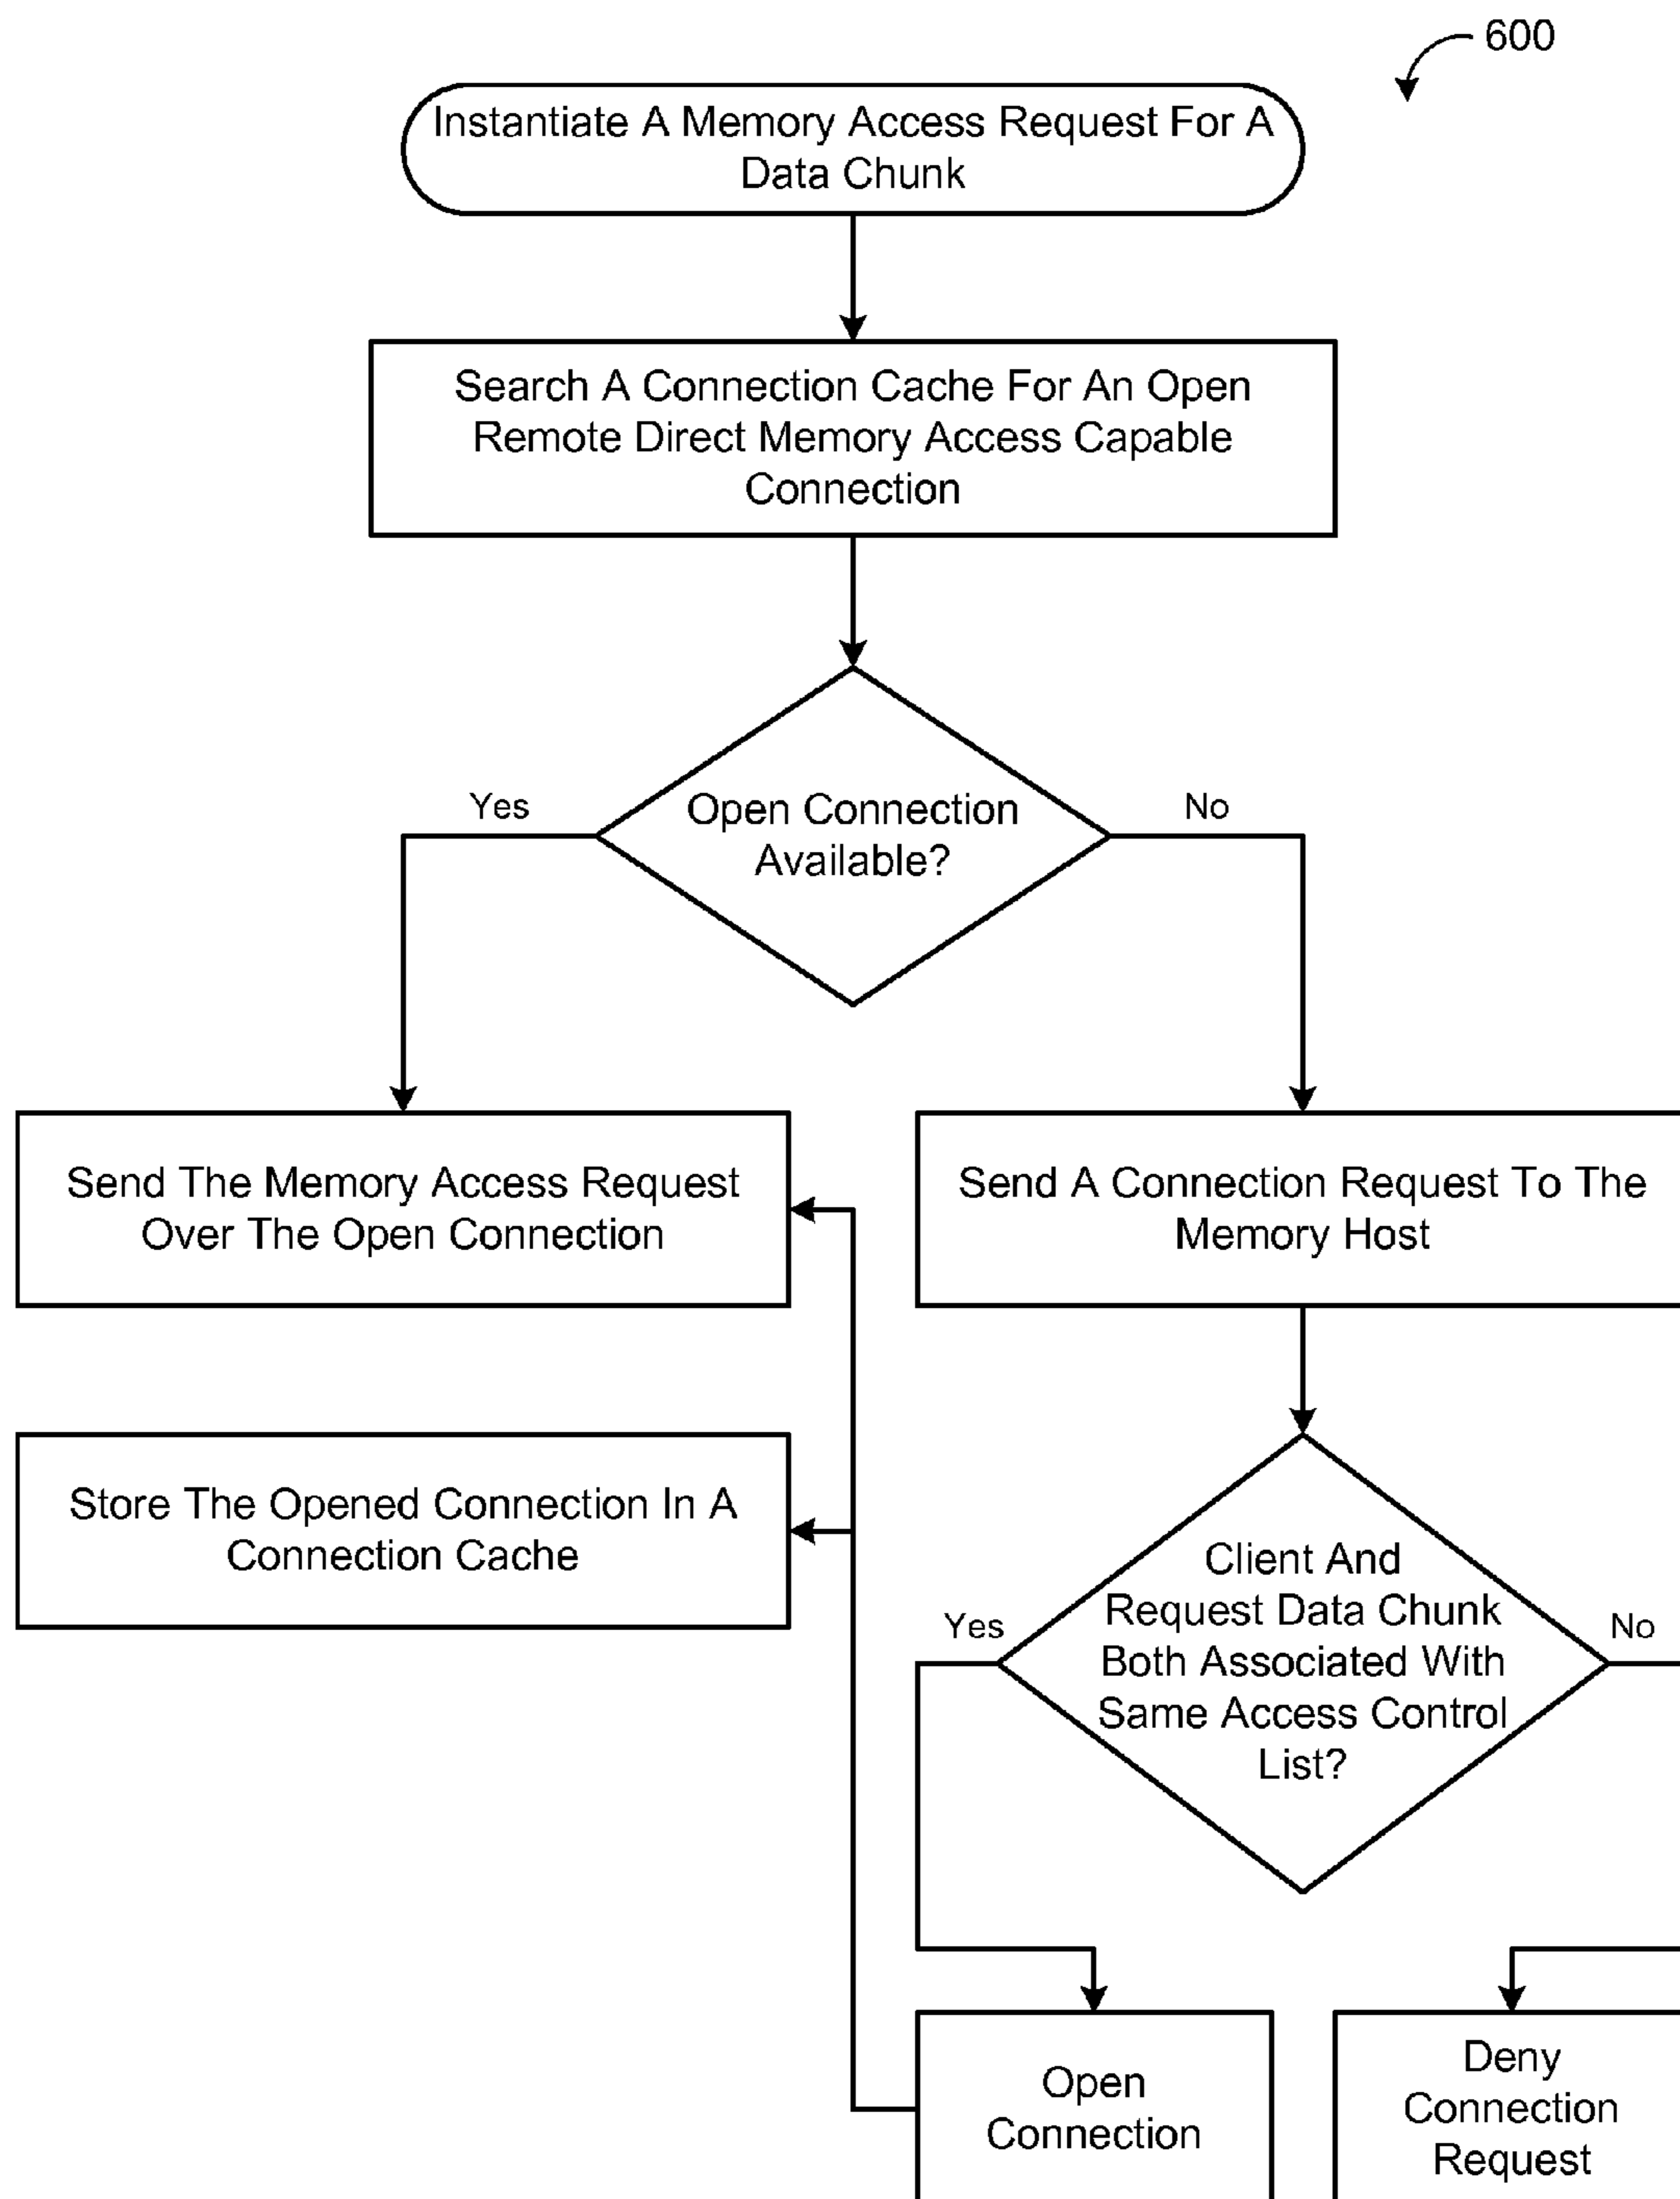 600
Instantiate A Memory Access Request For A
Data Chunk
Search A Connection Cache For An Open
Remote Direct Memory Access Capable
Connection
Yes
Open Connection
Available?
No
Send The Memory Access Request
Over The Open Connection
Send A Connection Request To The
Memory Host
Store The Opened Connection In A
Connection Cache
Yes
Client And
Request Data Chunk
Both Associated With
Same Access Control
List?
No
Open
Connection
Deny
Connection
Request